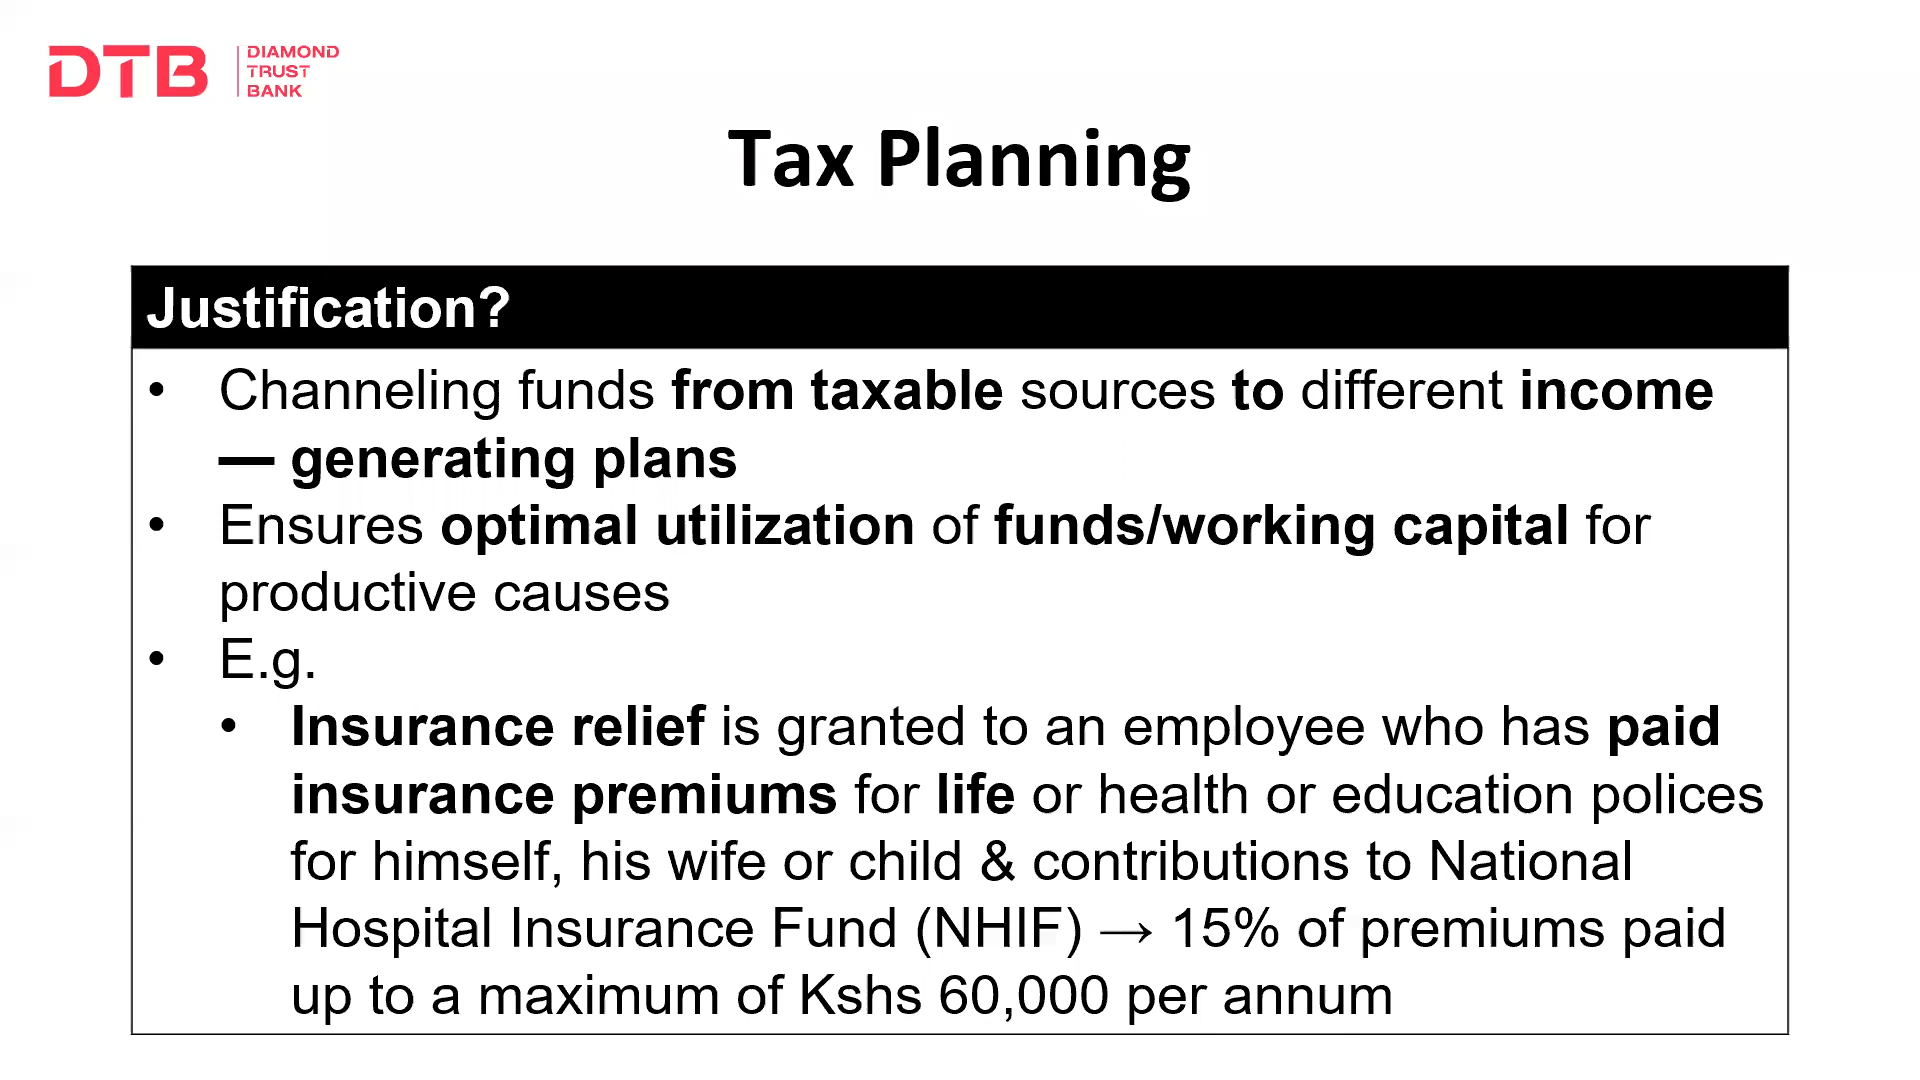 DTB
DIAMOND
TRUST
BANK
Tax Planning
Justification?
• Channeling funds from taxable sources to different income
— generating plans
• Ensures optimal utilization of funds/working capital for
productive causes
• E.g.
• Insurance relief is granted to an employee who has paid
insurance premiums for life or health or education polices
for himself, his wife or child & contributions to National
Hospital Insurance Fund (NHIF) → 15% of premiums paid
up to a maximum of Kshs 60,000 per annum